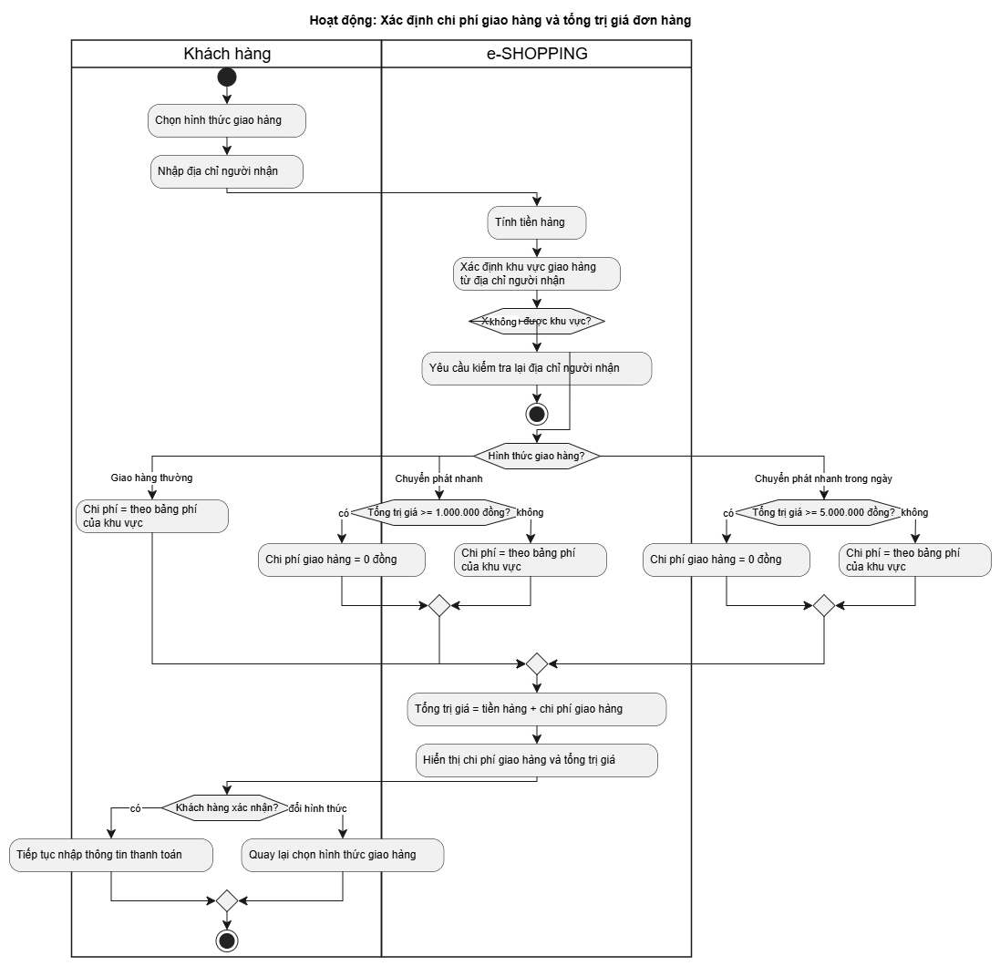 Hoạt động: Xác định chi phí giao hàng và tổng trị giá đơn hàng
Khách hàng
e-SHOPPING
Chọn hình thức giao hàng
Nhập địa chỉ người nhận
Tính tiền hàng
Xác định khu vực giao hàng
từ địa chỉ người nhận
không
được khu vực?
Yêu cầu kiểm tra lại địa chỉ người nhận
Hình thức giao hàng?
Giao hàng thường
Chuyển phát nhanh
Chuyển phát nhanh trong ngày
Chi phí = theo bảng phí
của khu vực
có
Tổng trị giá >= 1.000.000 đồng?
không
có
Tổng trị giá >= 5.000.000 đồng?
không
Chi phí giao hàng = 0 đồng
Chi phí = theo bảng phí
của khu vực
Chi phí giao hàng = 0 đồng
Chi phí = theo bảng phí
của khu vực
Tổng trị giá = tiền hàng + chi phí giao hàng
Hiển thị chi phí giao hàng và tổng trị giá
có
Khách hàng xác nhận?
đổi hình thức
Tiếp tục nhập thông tin thanh toán
Quay lại chọn hình thức giao hàng